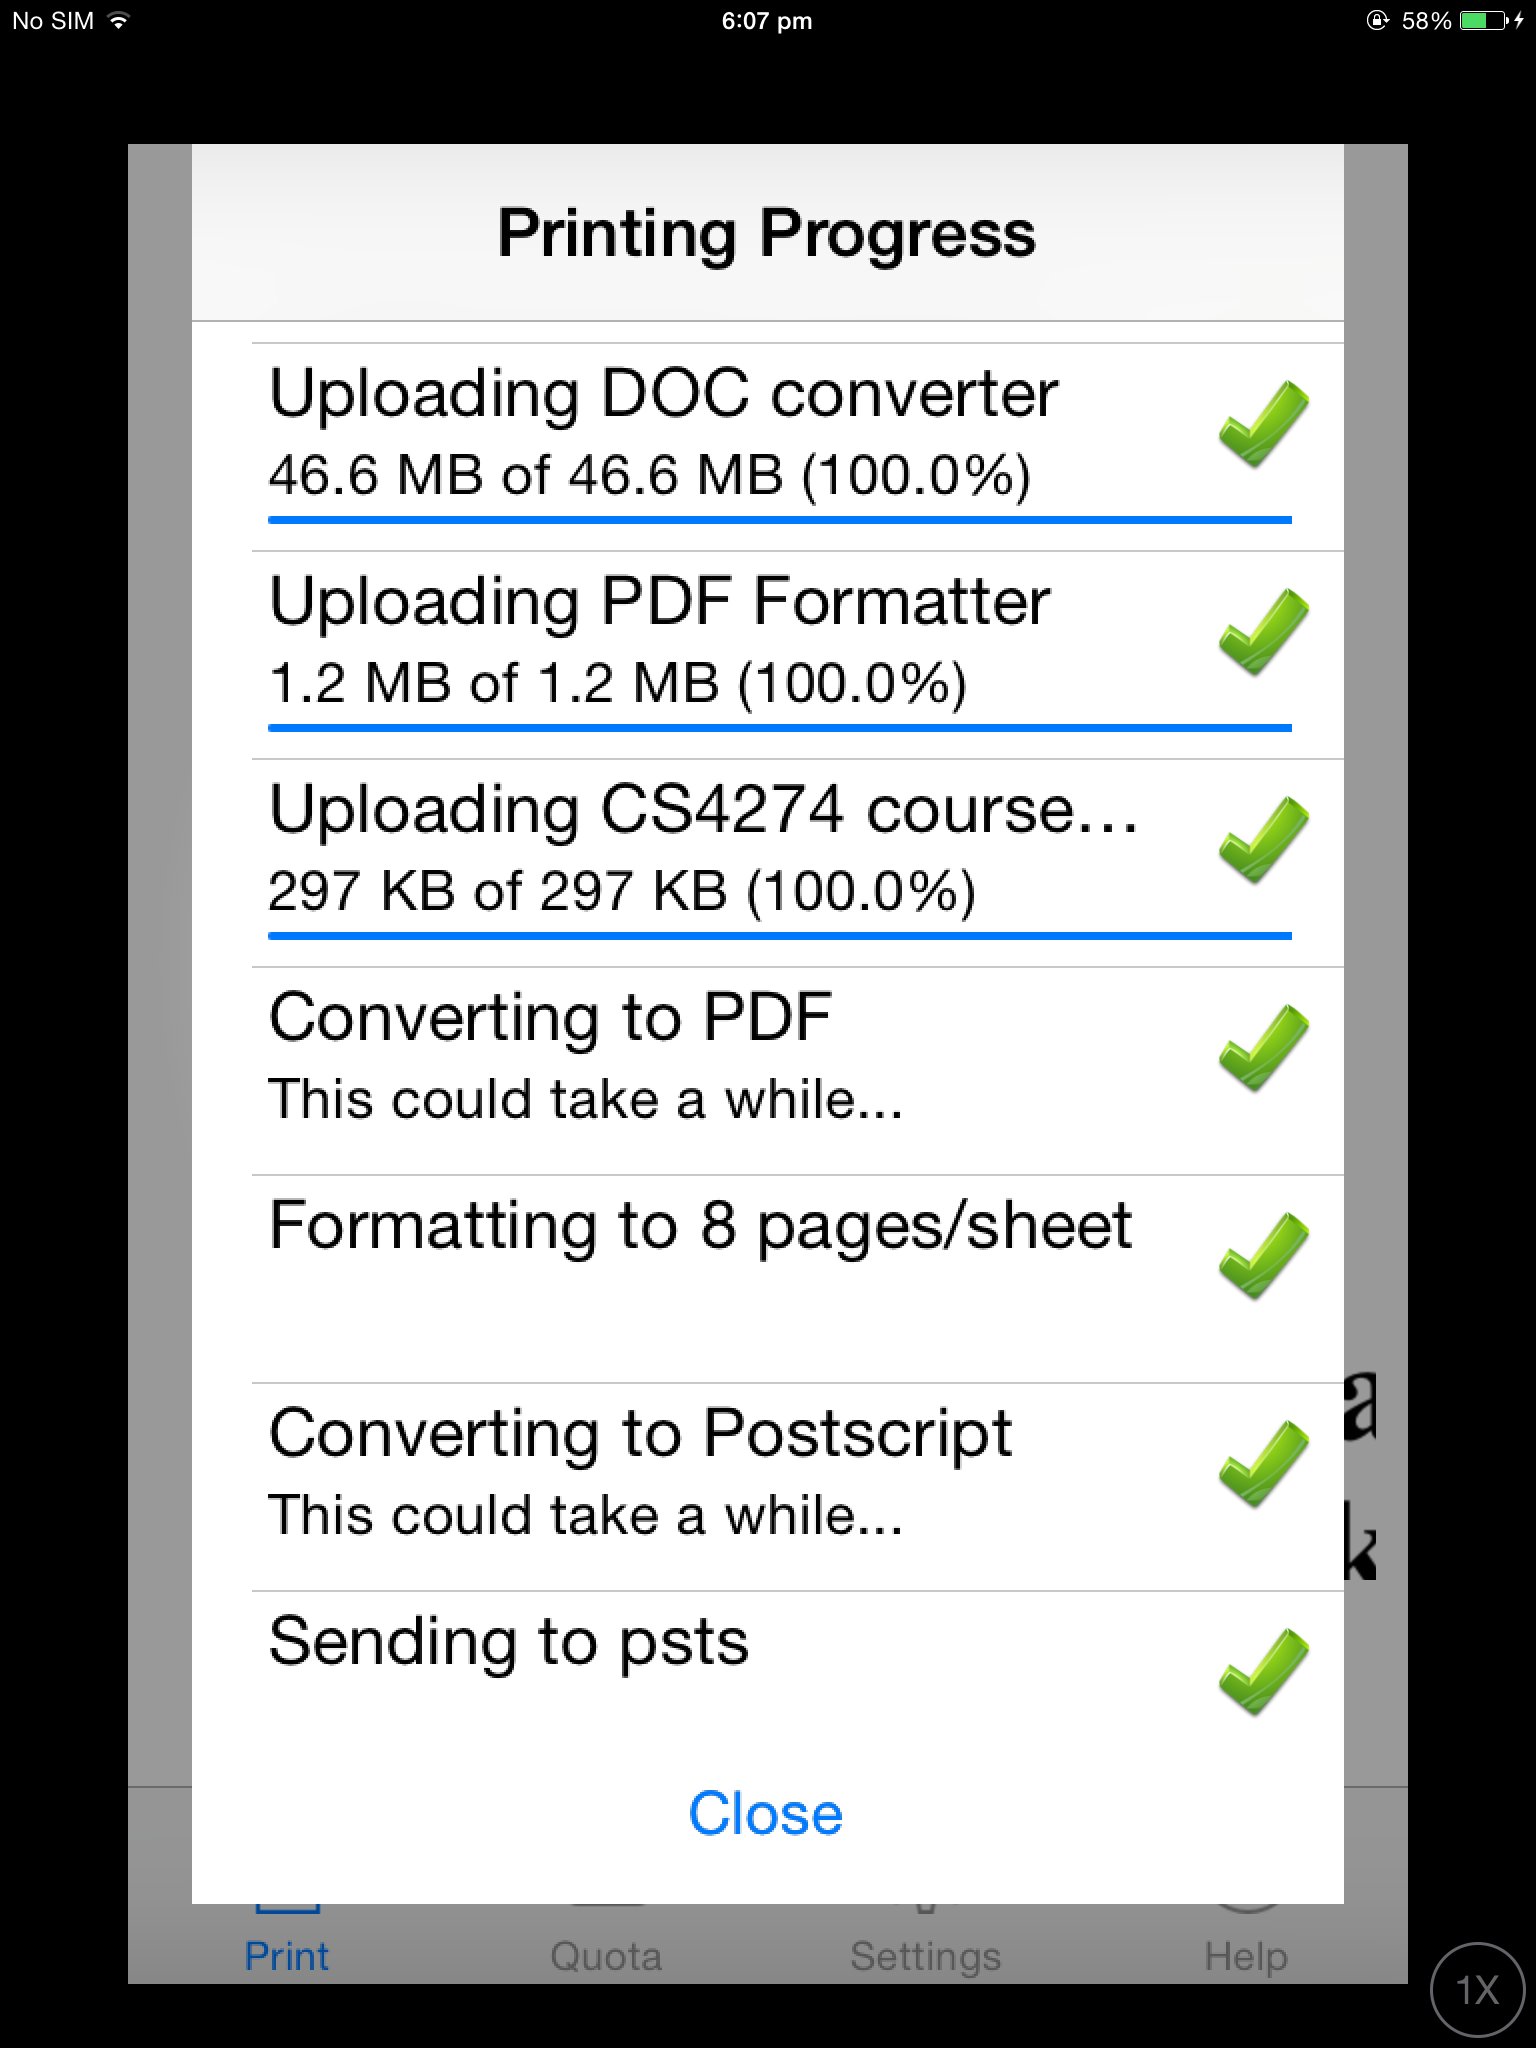 No SIM 6:07 pm 58%
Printing Progress
Uploading DOC converter
46.6 MB of 46.6 MB (100.0%)
Uploading PDF Formatter
1.2 MB of 1.2 MB (100.0%)
Uploading CS4274 course...
297 KB of 297 KB (100.0%)
Converting to PDF
This could take a while...
Formatting to 8 pages/sheet
Converting to Postscript
This could take a while...
Sending to psts
a
k
Close
Print Quota Settings Help
1X